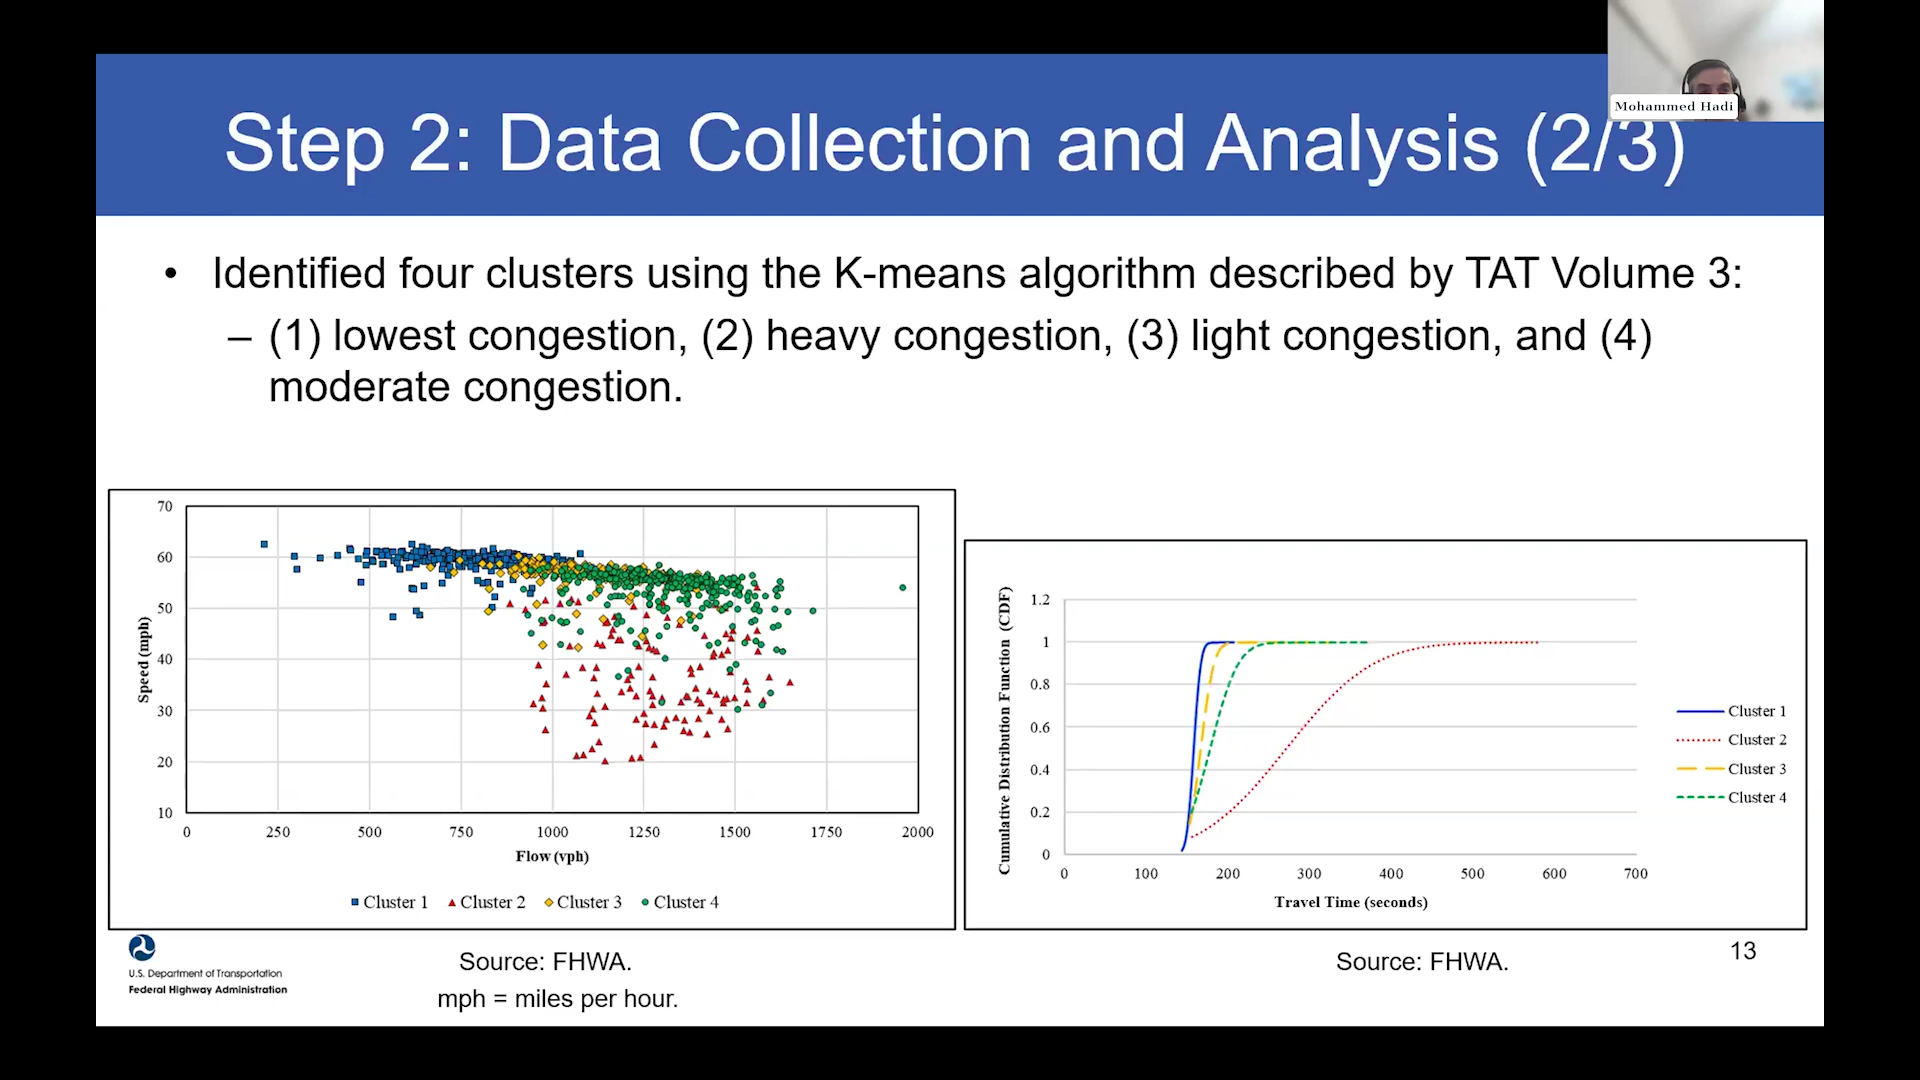 Mohammed Hadi
Step 2: Data Collection and Analysis (2/3)
• Identified four clusters using the K-means algorithm described by TAT Volume 3:
– (1) lowest congestion, (2) heavy congestion, (3) light congestion, and (4)
moderate congestion.
70
60
50
40
30
20
10
Speed (mph)
0 250 500 750 1000 1250 1500 1750 2000
Flow (vph)
Cluster 1 Cluster 2 Cluster 3 Cluster 4
1.2
1
0.8
0.6
0.4
0.2
0
Cumulative Distribution Function (CDF)
0 100 200 300 400 500 600 700
Travel Time (seconds)
Cluster 1
Cluster 2
Cluster 3
Cluster 4
U.S. Department of Transportation
Federal Highway Administration
Source: FHWA.
mph = miles per hour.
Source: FHWA.
13